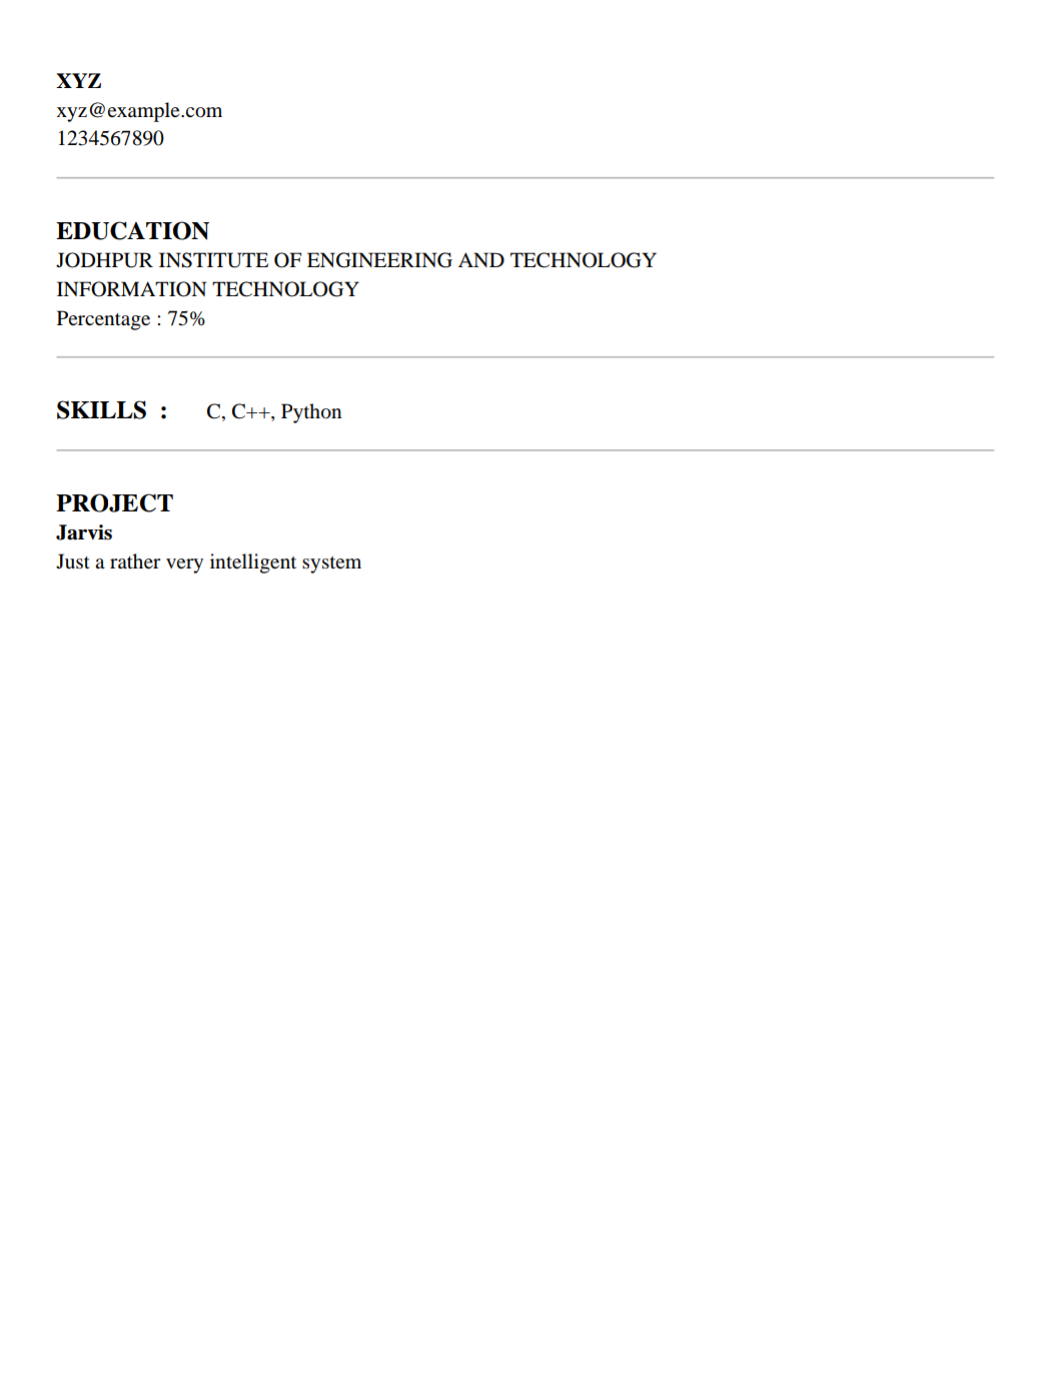 XYZ
xyz@example.com
1234567890
EDUCATION
JODHPUR INSTITUTE OF ENGINEERING AND TECHNOLOGY
INFORMATION TECHNOLOGY
Percentage : 75%
SKILLS : C, C++, Python
PROJECT
Jarvis
Just a rather very intelligent system